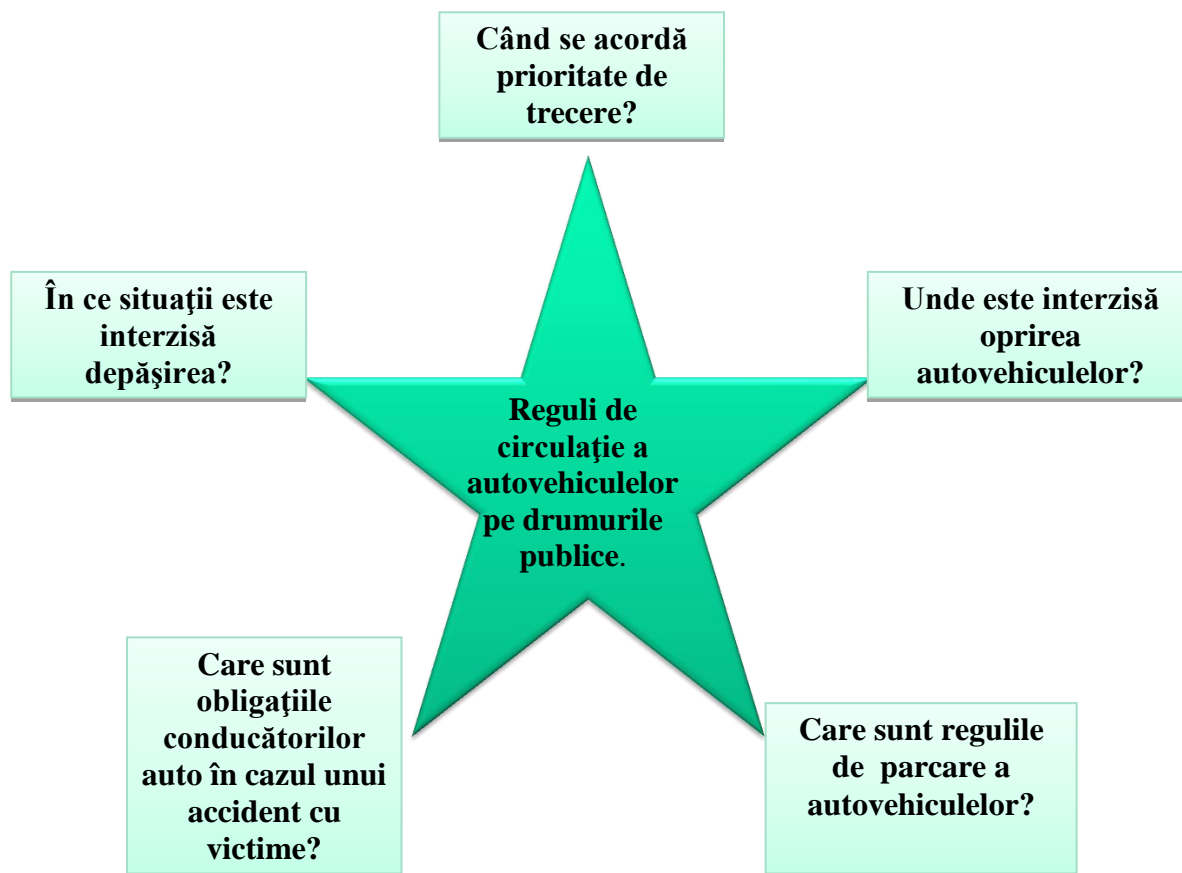 Când se acordă
prioritate de
trecere?
În ce situaţii este
interzisă
depăşirea?
Unde este interzisă
oprirea
autovehiculelor?
Reguli de
circulaţie a
autovehiculelor
pe drumurile
publice.
Care sunt
obligaţiile
conducătorilor
auto în cazul unui
accident cu
victime?
Care sunt regulile
de parcare a
autovehiculelor?